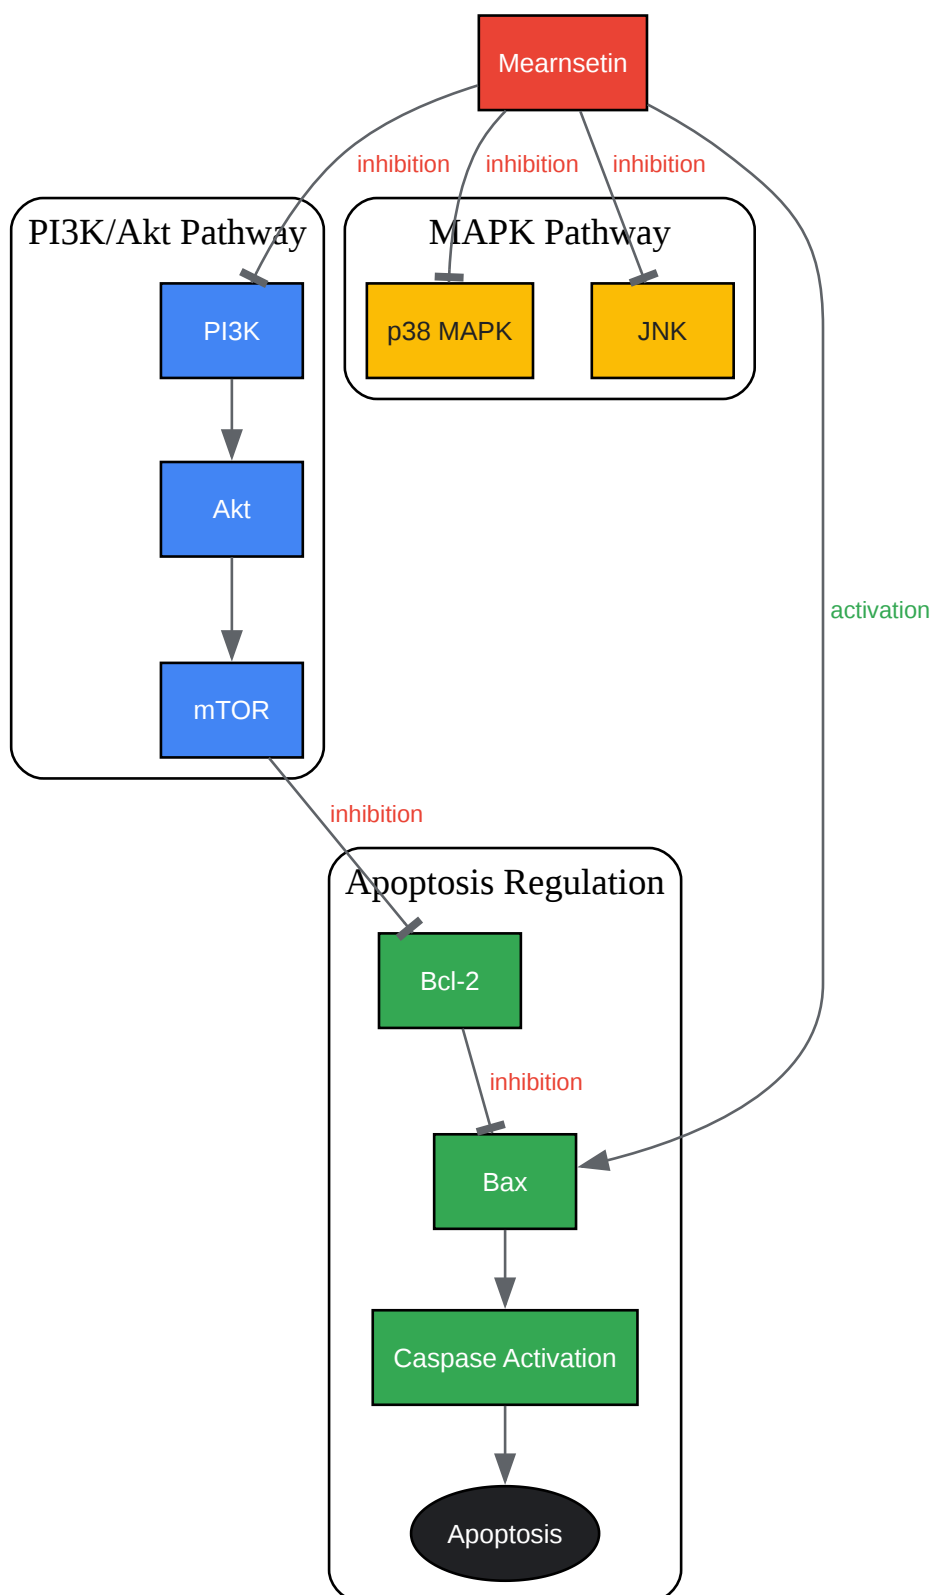 Mearnsetin
inhibition
inhibition
inhibition
PI3K/Akt Pathway
MAPK Pathway
PI3K
p38 MAPK
JNK
Akt
activation
mTOR
inhibition
Apoptosis Regulation
Bcl-2
inhibition
Bax
Caspase Activation
Apoptosis